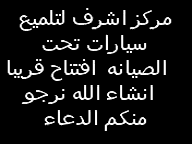 مركز اشرف لتلميع
سيارات تحت
الصيانه  افتتاح قريبا
انشاء الله نرجو
منكم الدعاء